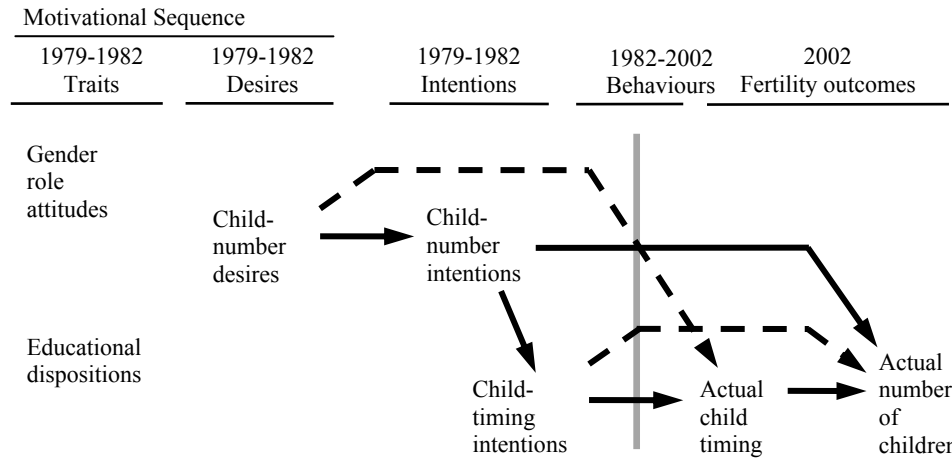 Motivational Sequence
1979-1982
Traits
1979-1982
Desires
1979-1982
Intentions
1982-2002
Behaviours
2002
Fertility outcomes
Gender
role
attitudes
Child-
number
desires
Child-
number
intentions
Educational
dispositions
Child-
timing
intentions
Actual
child
timing
Actual
number
of
children